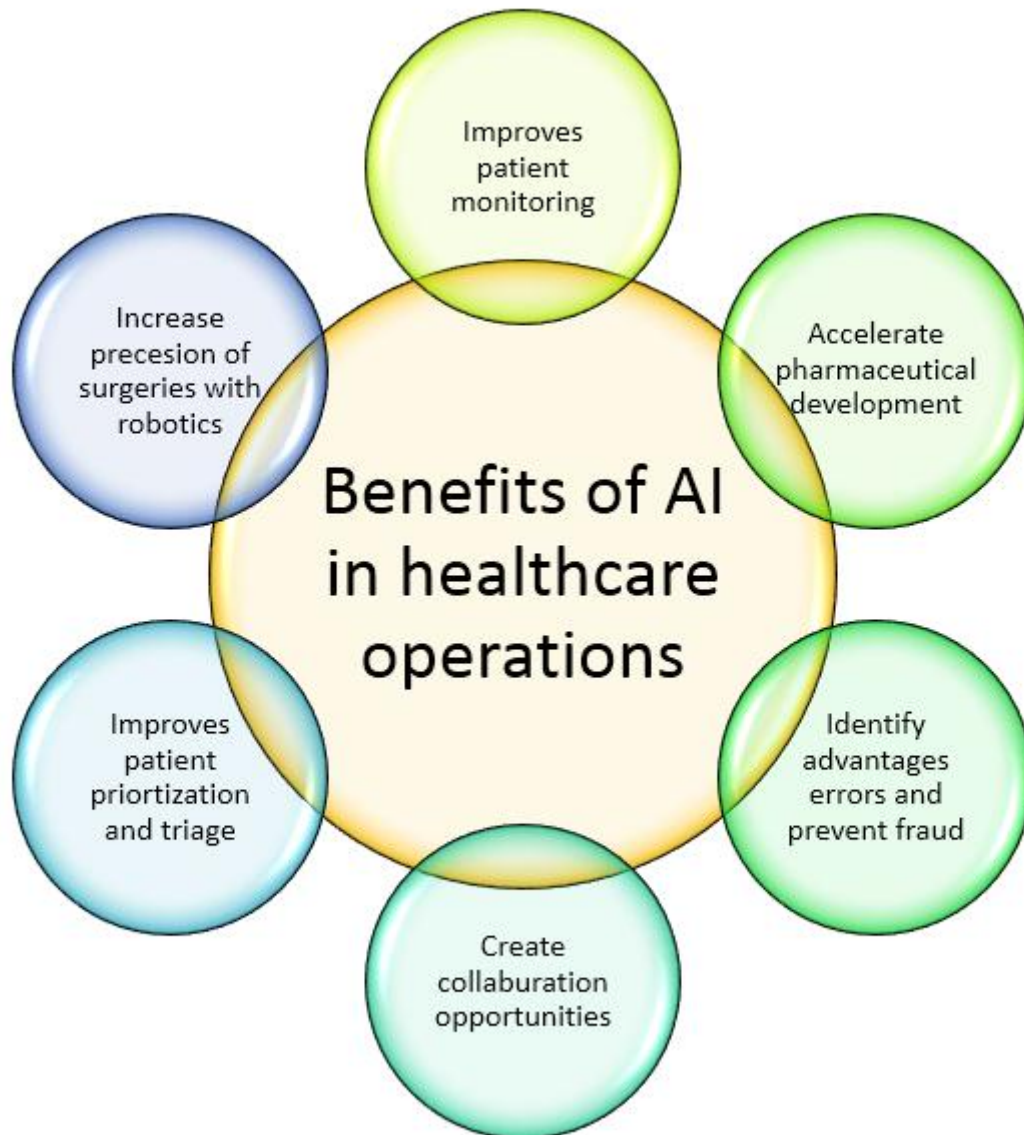 Improves
patient
monitoring
Accelerate
pharmaceutical
development
Identify
advantages
errors and
prevent fraud
Create
collaburation
opportunities
Improves
patient
priortization
and triage
Increase
precesion of
surgeries with
robotics
Benefits of AI
in healthcare
operations